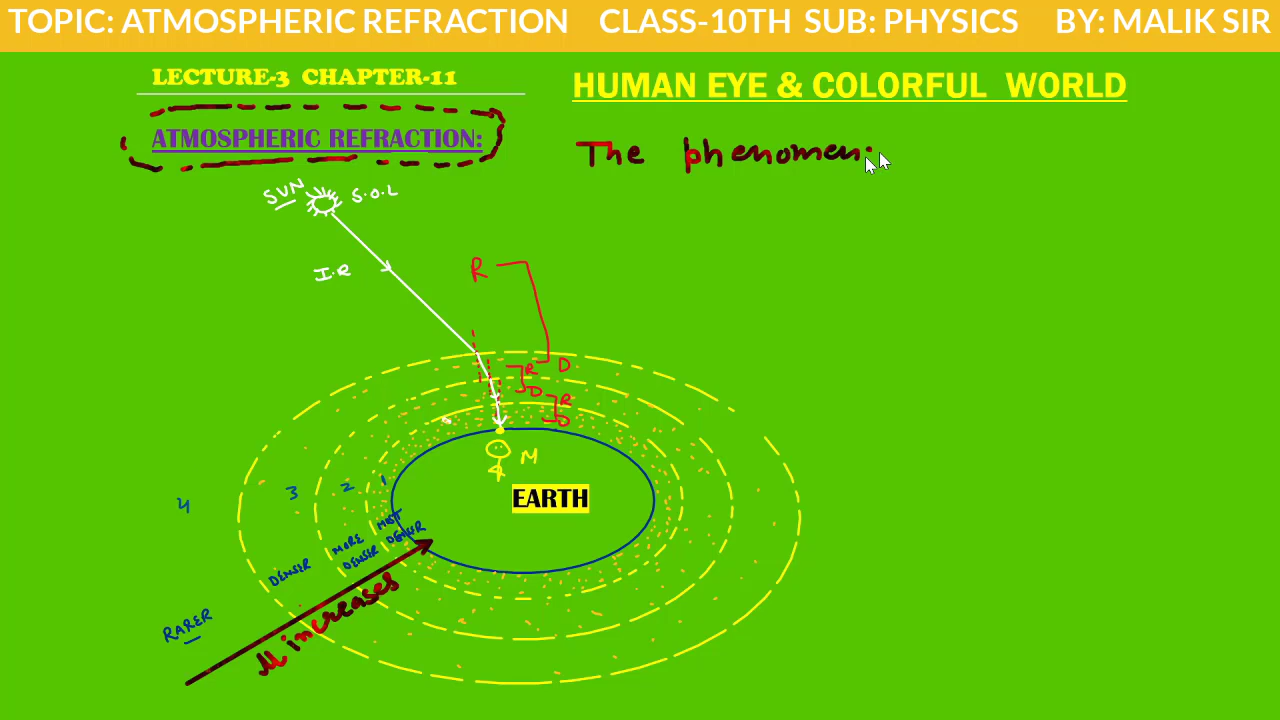 TOPIC: ATMOSPHERIC REFRACTION CLASS-10TH SUB: PHYSICS BY: MALIK SIR
LECTURE-3 CHAPTER-11
HUMAN EYE & COLORFUL WORLD
ATMOSPHERIC REFRACTION:
The phenomen
SUN S.O.L
I.R
R
D
R
D
R
D
M
EARTH
4 3 2 1
MOST DENSER
MORE DENSER
DENSER
RARER
μ increases